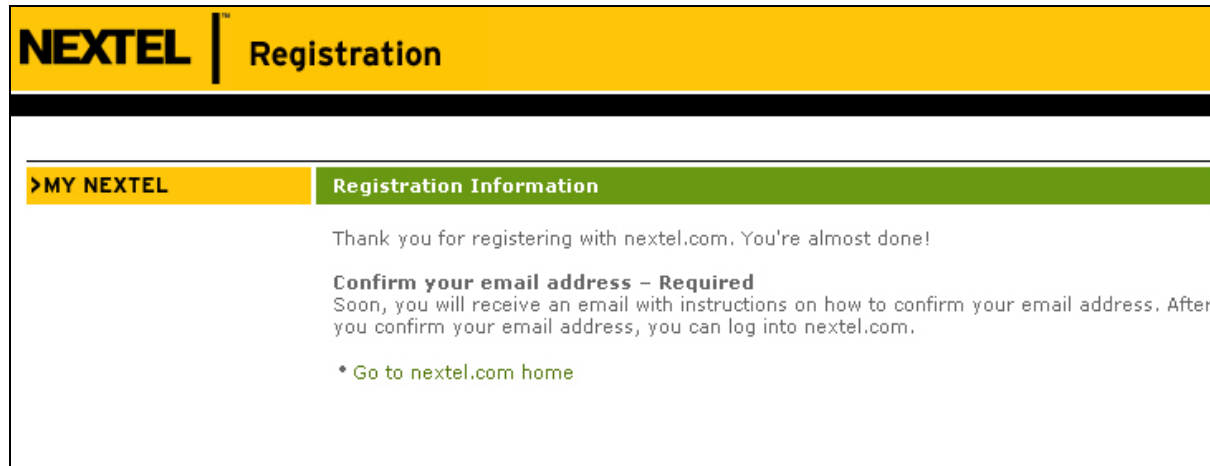 NEXTEL™ Registration
>MY NEXTEL
Registration Information
Thank you for registering with nextel.com. You're almost done!
Confirm your email address – Required
Soon, you will receive an email with instructions on how to confirm your email address. After
you confirm your email address, you can log into nextel.com.
• Go to nextel.com home